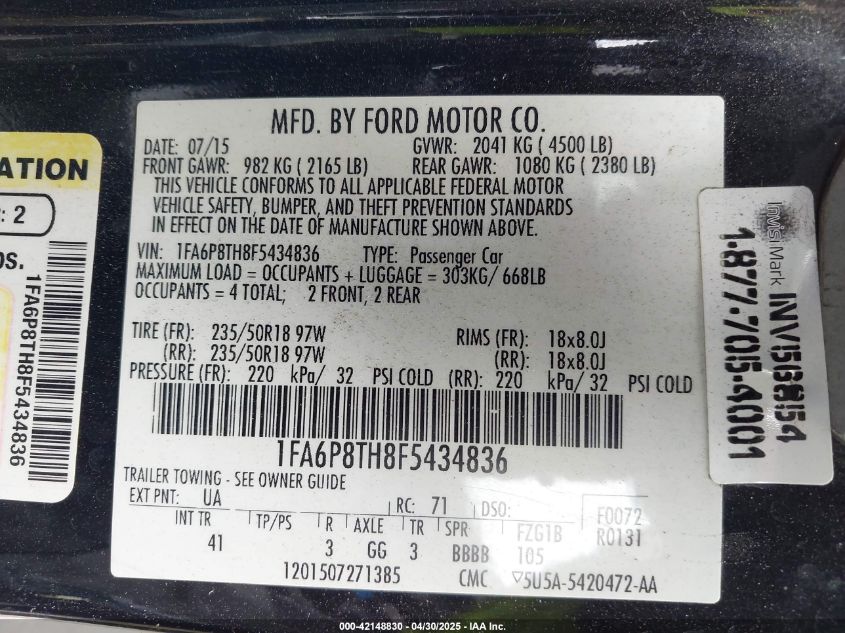 MFD. BY FORD MOTOR CO.
DATE: 07/15 GVWR: 2041 KG ( 4500 LB)
FRONT GAWR: 982 KG ( 2165 LB) REAR GAWR: 1080 KG ( 2380 LB)
THIS VEHICLE CONFORMS TO ALL APPLICABLE FEDERAL MOTOR
VEHICLE SAFETY, BUMPER, AND THEFT PREVENTION STANDARDS
IN EFFECT ON THE DATE OF MANUFACTURE SHOWN ABOVE.
VIN: 1FA6P8TH8F5434836 TYPE: Passenger Car
MAXIMUM LOAD = OCCUPANTS + LUGGAGE = 303KG/ 668LB
OCCUPANTS = 4 TOTAL; 2 FRONT, 2 REAR
TIRE (FR): 235/50R18 97W RIMS (FR): 18x8.0J
(RR): 235/50R18 97W (RR): 18x8.0J
PRESSURE (FR): 220 kPa/ 32 PSI COLD (RR): 220 kPa/ 32 PSI COLD
1FA6P8TH8F5434836
TRAILER TOWING - SEE OWNER GUIDE
EXT PNT: UA RC: 71 DSO: F0072
INT TR TP/PS R AXLE TR SPR FZG1B R0131
41 3 GG 3 BBBB 105
1201507271385 CMC. ▽5U5A-5420472-AA
ATION
: 2
OS.
1FA6P8TH8F5434836
InvisiMark
INV568854
1-877-705-4001
000-42148830 - 04/30/2025 - IAA Inc.